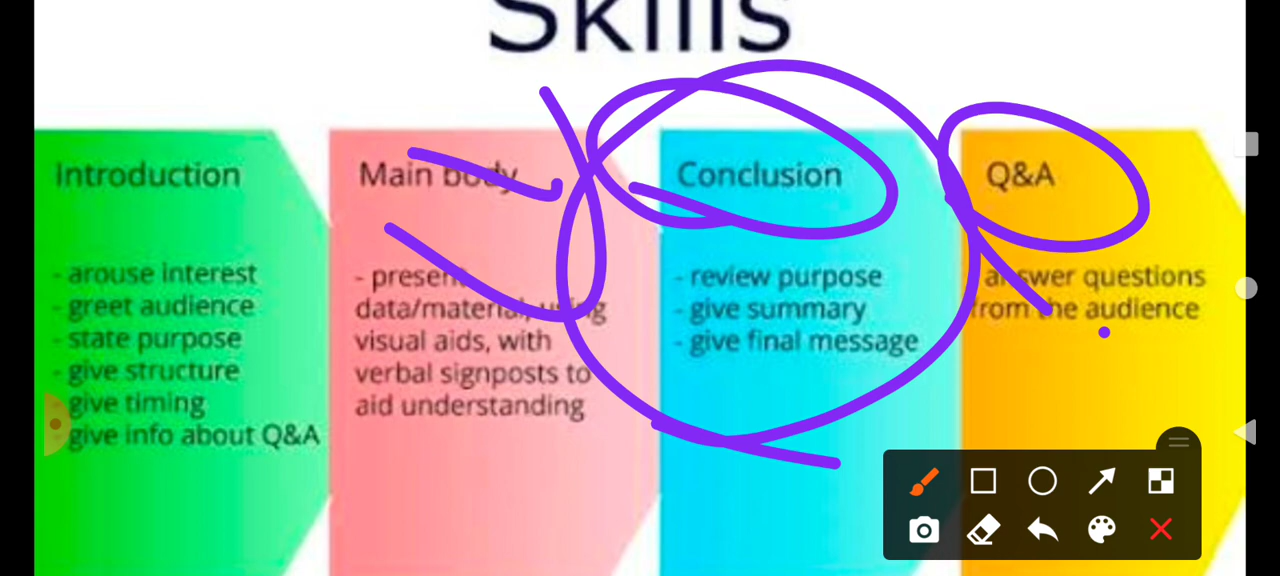 Skills
Introduction
- arouse interest
- greet audience
- state purpose
- give structure
- give timing
- give info about Q&A
Main body
- present
data/material, using
visual aids, with
verbal signposts to
aid understanding
Conclusion
- review purpose
- give summary
- give final message
Q&A
answer questions
from the audience